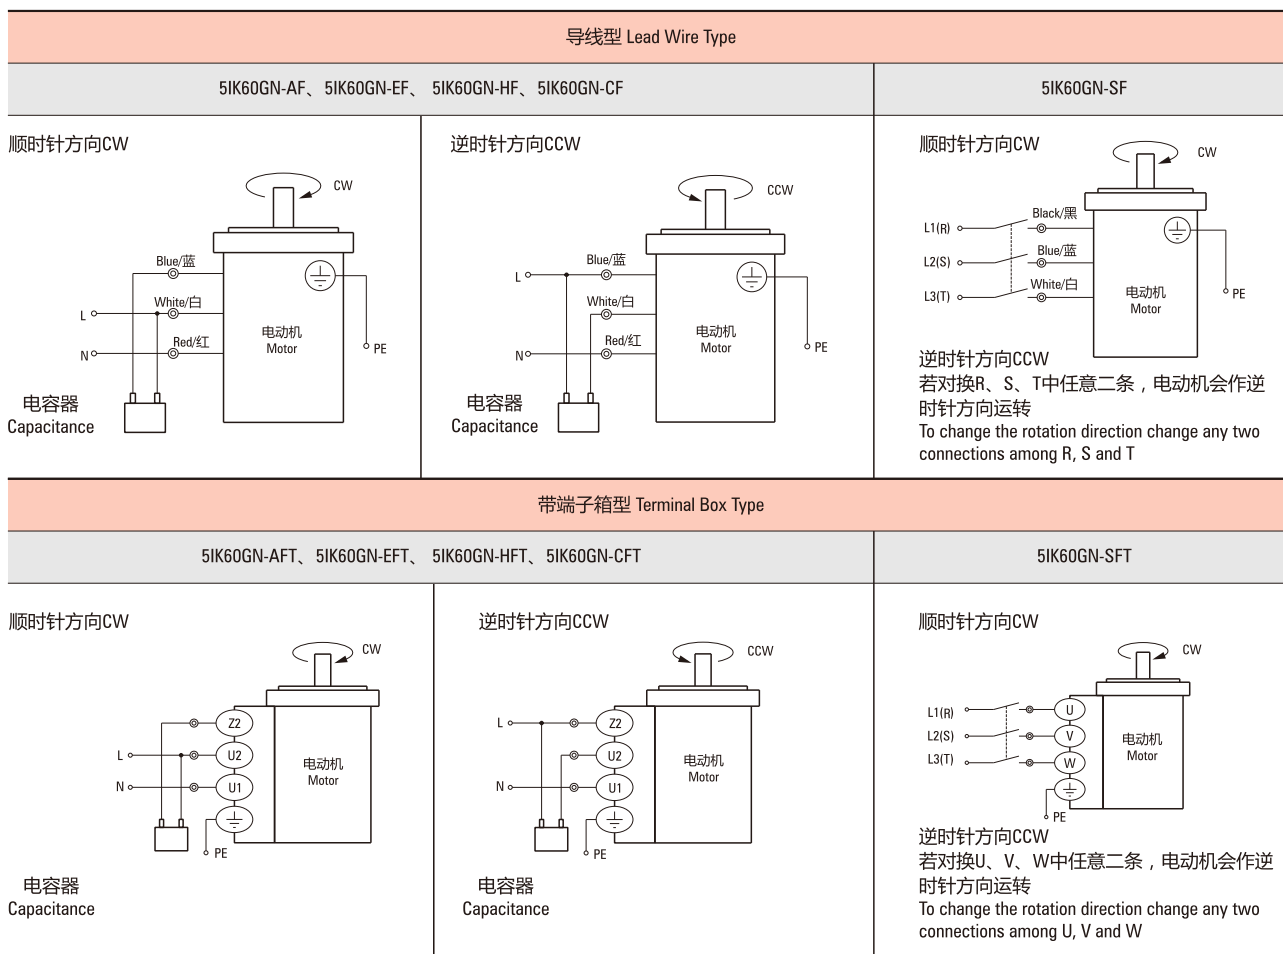 导线型 Lead Wire Type
5IK60GN-AF、5IK60GN-EF、 5IK60GN-HF、5IK60GN-CF
5IK60GN-SF
顺时针方向CW
CW
Blue/蓝
White/白
L
Red/红
N
电动机
Motor
PE
电容器
Capacitance
逆时针方向CCW
CCW
Blue/蓝
L
White/白
Red/红
N
电动机
Motor
PE
电容器
Capacitance
顺时针方向CW
CW
Black/黑
L1(R)
Blue/蓝
L2(S)
White/白
L3(T)
电动机
Motor
PE
逆时针方向CCW
若对换R、S、T中任意二条，电动机会作逆
时针方向运转
To change the rotation direction change any two
connections among R, S and T
带端子箱型 Terminal Box Type
5IK60GN-AFT、5IK60GN-EFT、 5IK60GN-HFT、5IK60GN-CFT
5IK60GN-SFT
顺时针方向CW
CW
Z2
L
U2
N
U1
电动机
Motor
PE
电容器
Capacitance
逆时针方向CCW
CCW
L
Z2
U2
N
U1
电动机
Motor
PE
电容器
Capacitance
顺时针方向CW
CW
L1(R)
U
L2(S)
V
L3(T)
W
电动机
Motor
PE
逆时针方向CCW
若对换U、V、W中任意二条，电动机会作逆
时针方向运转
To change the rotation direction change any two
connections among U, V and W